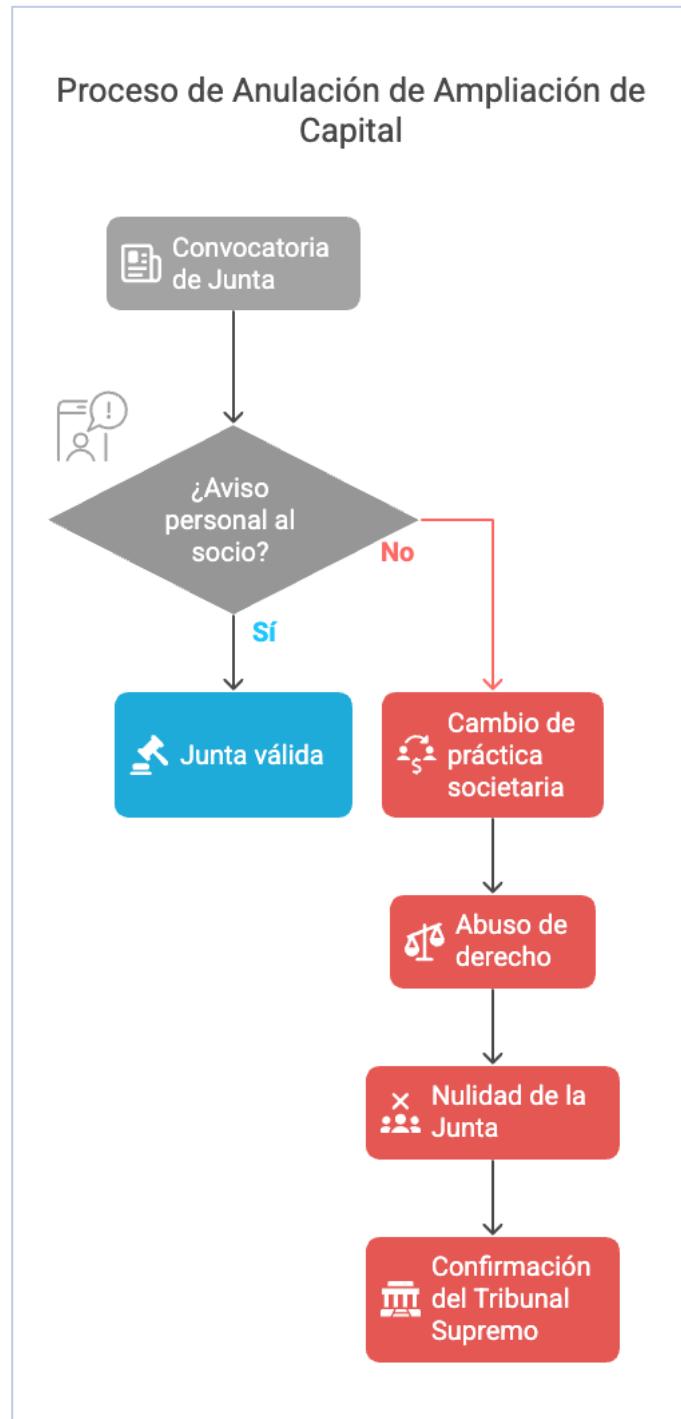 Proceso de Anulación de Ampliación de
Capital
Convocatoria
de Junta
¿Aviso
personal al
socio?
No
Sí
Junta válida
Cambio de
práctica
societaria
Abuso de
derecho
Nulidad de la
Junta
Confirmación
del Tribunal
Supremo